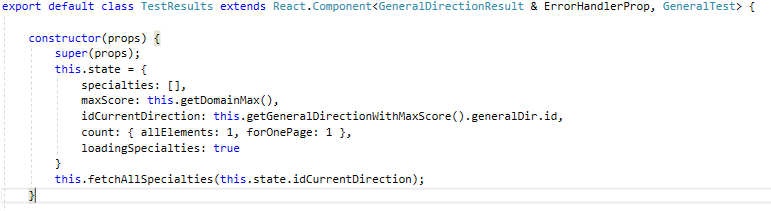 export default class TestResults extends React.Component<GeneralDirectionResult & ErrorHandlerProp, GeneralTest> {
constructor(props) {
super(props);
this.state = {
specialties: [],
maxScore: this.getDomainMax(),
idCurrentDirection: this.getGeneralDirectionWithMaxScore().generalDir.id,
count: { allElements: 1, forOnePage: 1 },
loadingSpecialties: true
}
this.fetchAllSpecialties(this.state.idCurrentDirection);
}